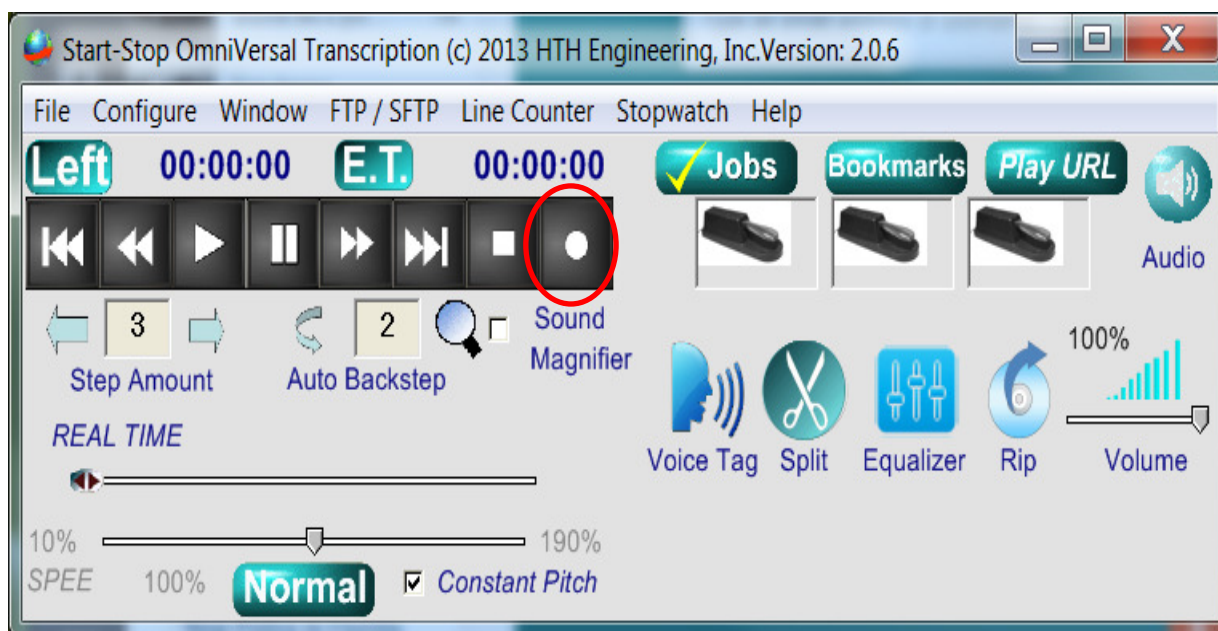 Start-Stop OmniVersal Transcription (c) 2013 HTH Engineering, Inc.Version: 2.0.6
File Configure Window FTP / SFTP Line Counter Stopwatch Help
Left 00:00:00 E.T. 00:00:00 Jobs Bookmarks Play URL
Audio
3 2 Sound
Magnifier
Step Amount Auto Backstep
100%
REAL TIME
Voice Tag Split Equalizer Rip Volume
10% 190%
SPEE 100% Normal Constant Pitch